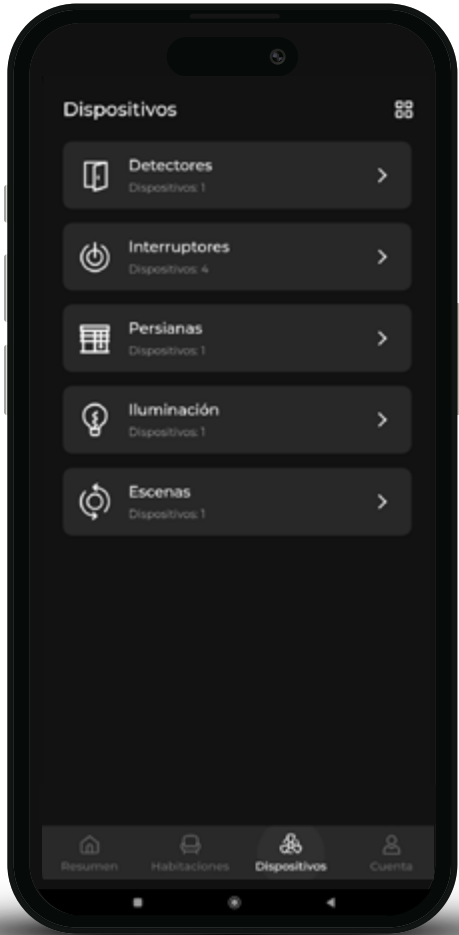 Dispositivos
Detectores
Dispositivos: 1
Interruptores
Dispositivos: 4
Persianas
Dispositivos: 1
Iluminación
Dispositivos: 1
Escenas
Dispositivos: 1
Resumen Habitaciones Dispositivos Cuenta